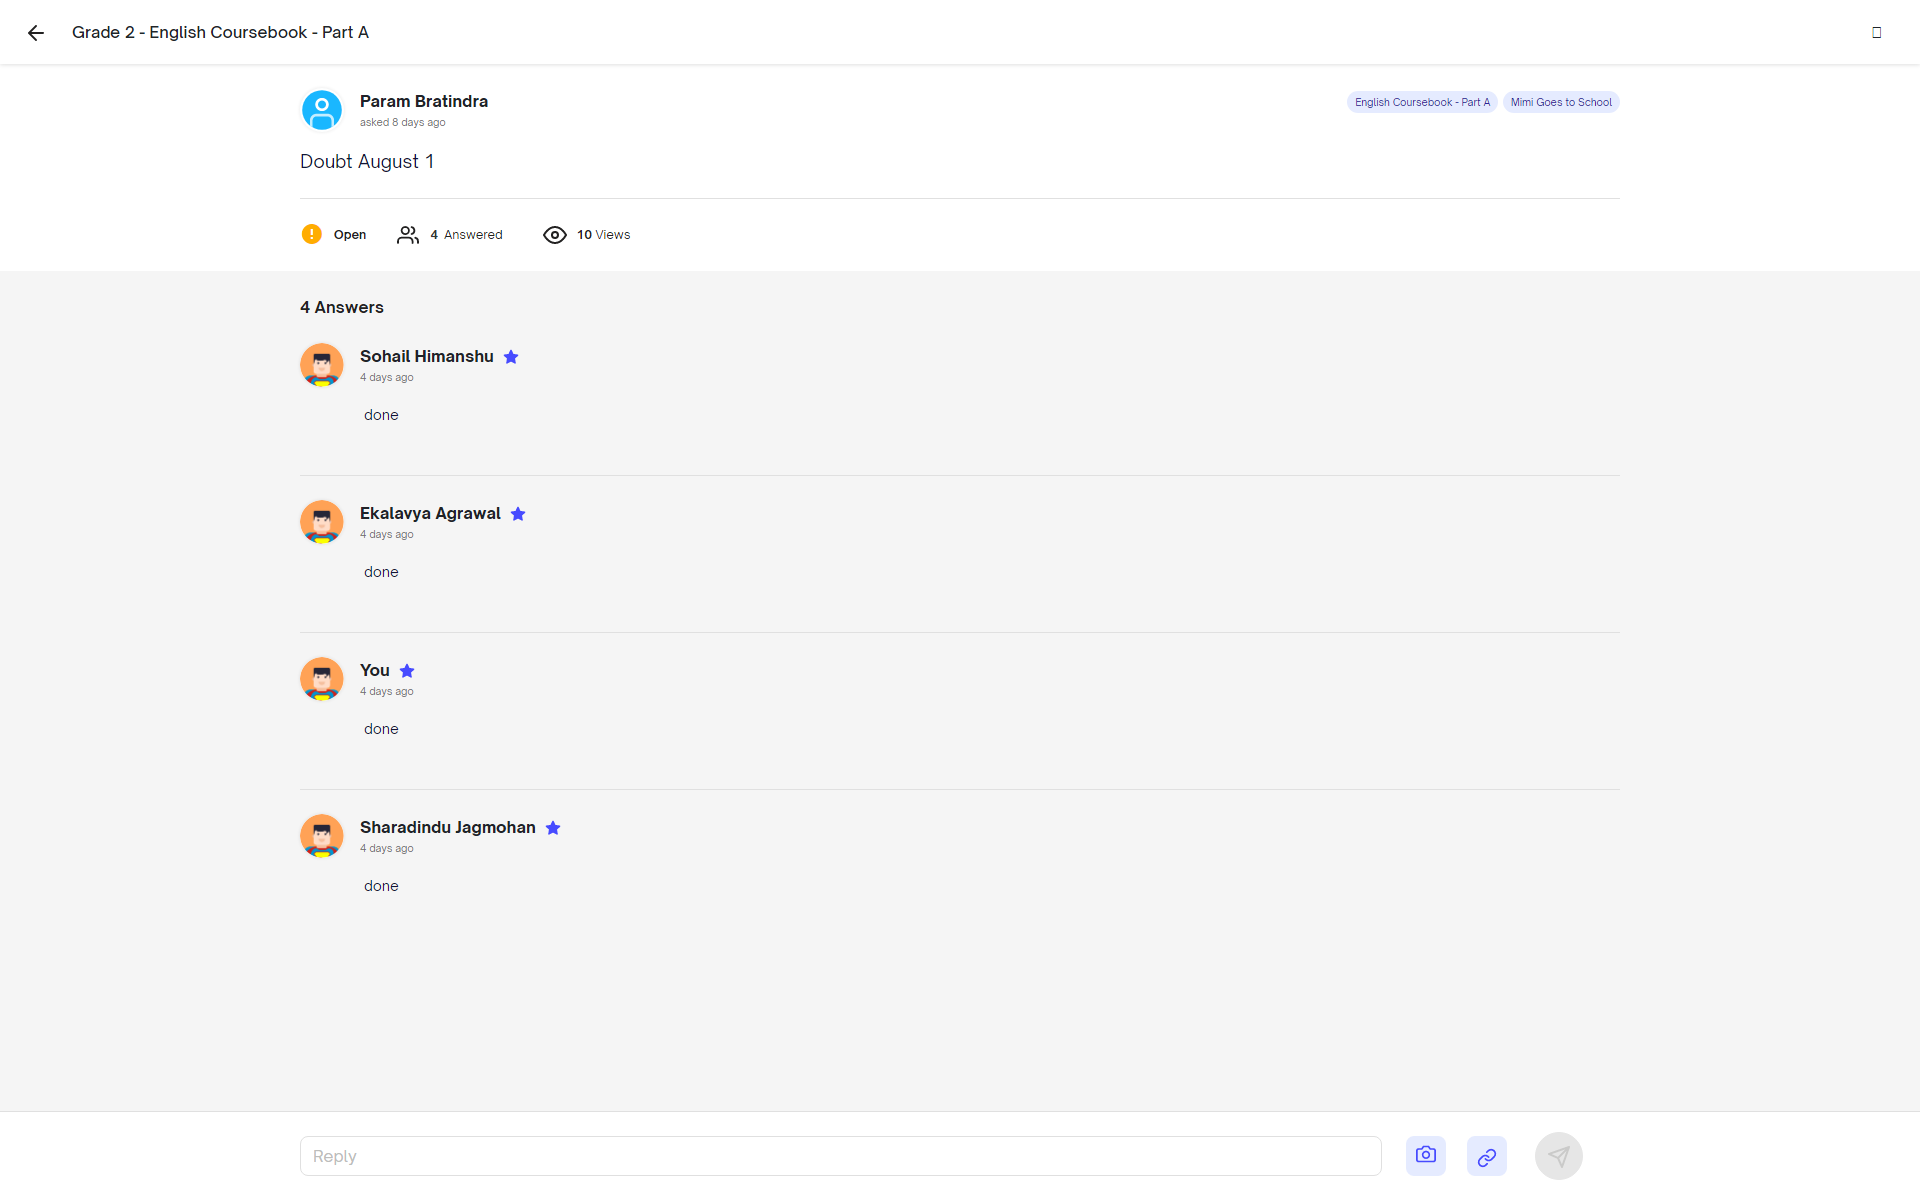 Grade 2 - English Coursebook - Part A
Param Bratindra
asked 8 days ago
English Coursebook - Part A
Mimi Goes to School
Doubt August 1
Open
4 Answered
10 Views
4 Answers
Sohail Himanshu
4 days ago
done
Ekalavya Agrawal
4 days ago
done
You
4 days ago
done
Sharadindu Jagmohan
4 days ago
done
Reply